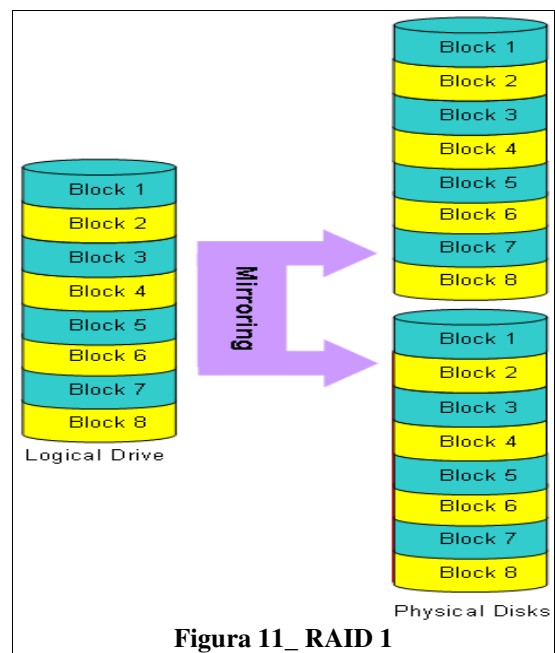 Block 1
Block 2
Block 3
Block 4
Block 5
Block 6
Block 7
Block 8
Logical Drive
Mirroring
Block 1
Block 2
Block 3
Block 4
Block 5
Block 6
Block 7
Block 8
Block 1
Block 2
Block 3
Block 4
Block 5
Block 6
Block 7
Block 8
Physical Disks
Figura 11_ RAID 1